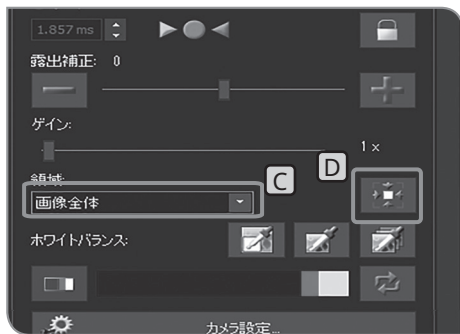 1.857 ms
露出補正: 0
ゲイン:
1 x
領域:
C
D
画像全体
ホワイトバランス:
カメラ設定...